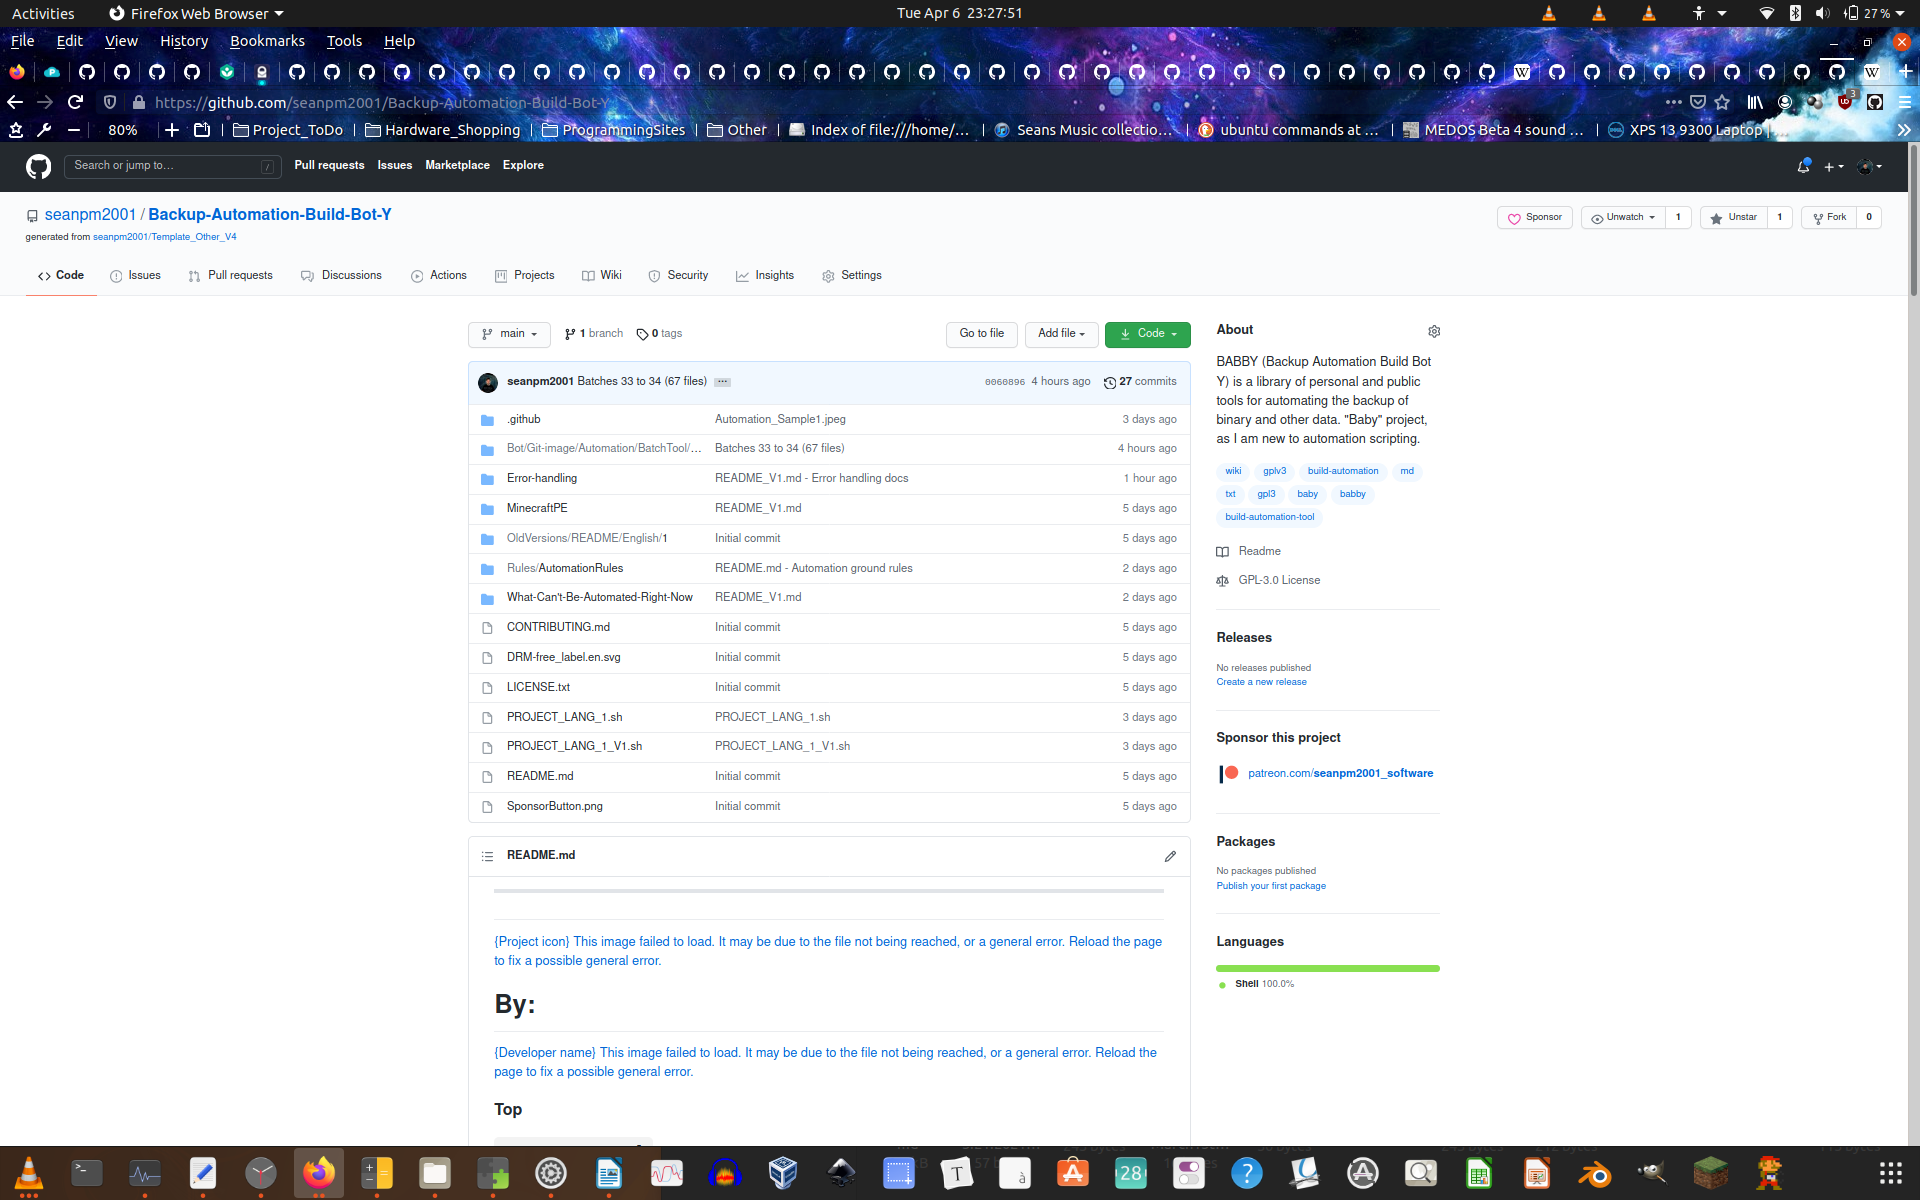 Activities
Firefox Web Browser
Tue Apr 6 23:27:51
27 %
File Edit View History Bookmarks Tools Help
https://github.com/seanpm2001/Backup-Automation-Build-Bot-Y
3
80%
Project_ToDo
Hardware_Shopping
ProgrammingSites
Other
Index of file:///home/…
Seans Music collectio…
ubuntu commands at …
MEDOS Beta 4 sound …
XPS 13 9300 Laptop | …
Search or jump to…
/
Pull requests Issues Marketplace Explore
seanpm2001 / Backup-Automation-Build-Bot-Y
generated from seanpm2001/Template_Other_V4
Sponsor
Unwatch 1
Unstar 1
Fork 0
Code
Issues
Pull requests
Discussions
Actions
Projects
Wiki
Security
Insights
Settings
main
1 branch
0 tags
Go to file
Add file
Code
seanpm2001 Batches 33 to 34 (67 files) ...
0060896 4 hours ago
27 commits
.github Automation_Sample1.jpeg 3 days ago
Bot/Git-image/Automation/BatchTool/… Batches 33 to 34 (67 files) 4 hours ago
Error-handling README_V1.md - Error handling docs 1 hour ago
MinecraftPE README_V1.md 5 days ago
OldVersions/README/English/1 Initial commit 5 days ago
Rules/AutomationRules README.md - Automation ground rules 2 days ago
What-Can't-Be-Automated-Right-Now README_V1.md 2 days ago
CONTRIBUTING.md Initial commit 5 days ago
DRM-free_label.en.svg Initial commit 5 days ago
LICENSE.txt Initial commit 5 days ago
PROJECT_LANG_1.sh PROJECT_LANG_1.sh 3 days ago
PROJECT_LANG_1_V1.sh PROJECT_LANG_1_V1.sh 3 days ago
README.md Initial commit 5 days ago
SponsorButton.png Initial commit 5 days ago
README.md
{Project icon} This image failed to load. It may be due to the file not being reached, or a general error. Reload the page
to fix a possible general error.
By:
{Developer name} This image failed to load. It may be due to the file not being reached, or a general error. Reload the
page to fix a possible general error.
Top
About
BABBY (Backup Automation Build Bot
Y) is a library of personal and public
tools for automating the backup of
binary and other data. "Baby" project,
as I am new to automation scripting.
wiki gplv3 build-automation md
txt gpl3 baby babby
build-automation-tool
Readme
GPL-3.0 License
Releases
No releases published
Create a new release
Sponsor this project
patreon.com/seanpm2001_software
Packages
No packages published
Publish your first package
Languages
Shell 100.0%
28